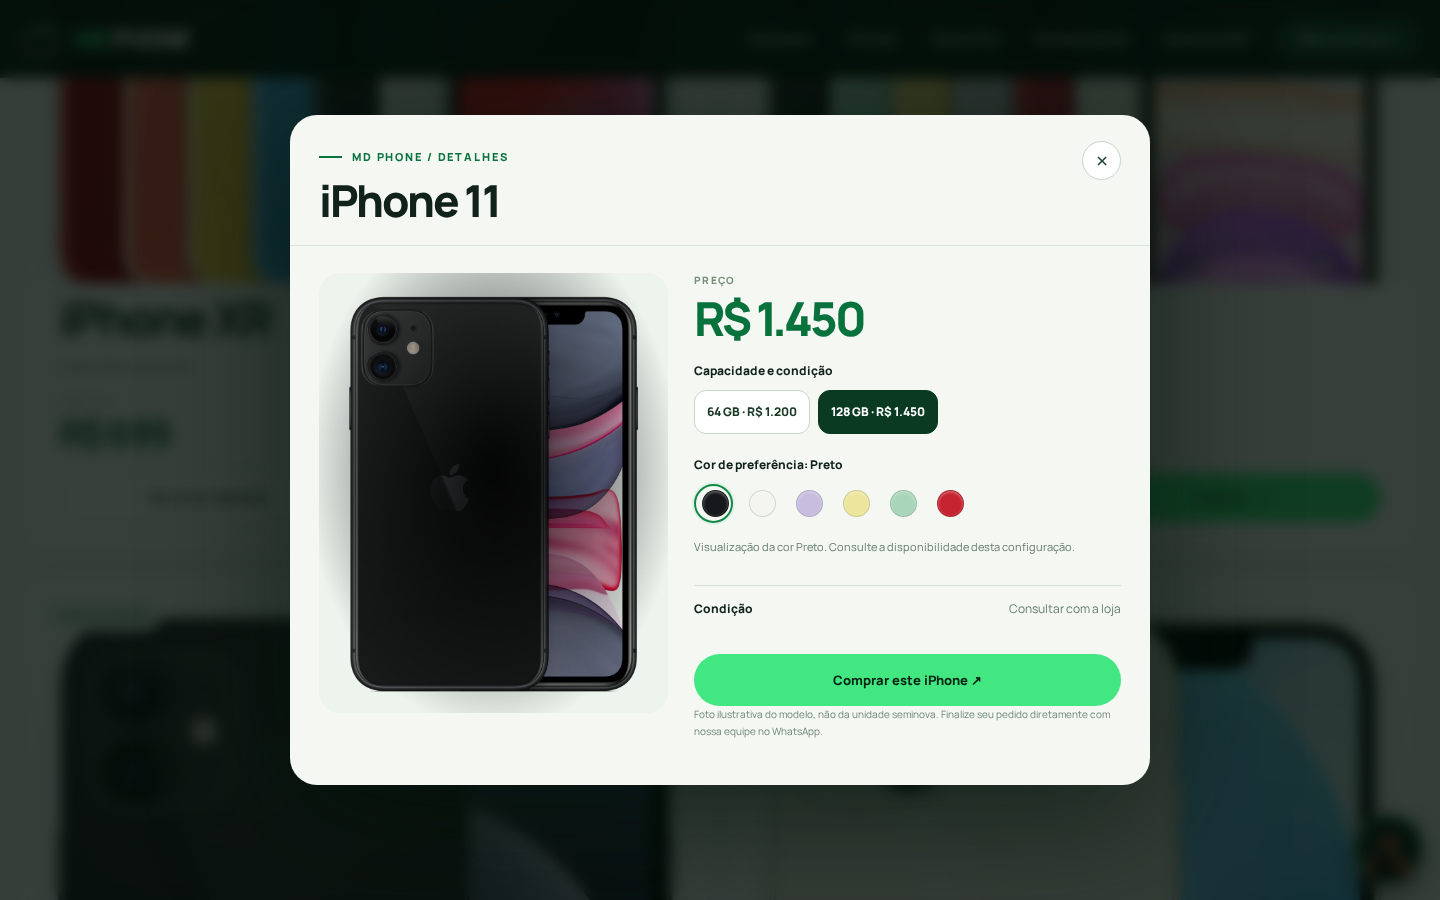 MD PHONE / DETALHES
iPhone 11
×
PREÇO
R$ 1.450
Capacidade e condição
64 GB · R$ 1.200
128 GB · R$ 1.450
Cor de preferência: Preto
Visualização da cor Preto. Consulte a disponibilidade desta configuração.
Condição
Consultar com a loja
Comprar este iPhone ↗
Foto ilustrativa do modelo, não da unidade seminova. Finalize seu pedido diretamente com
nossa equipe no WhatsApp.
iPhone XR